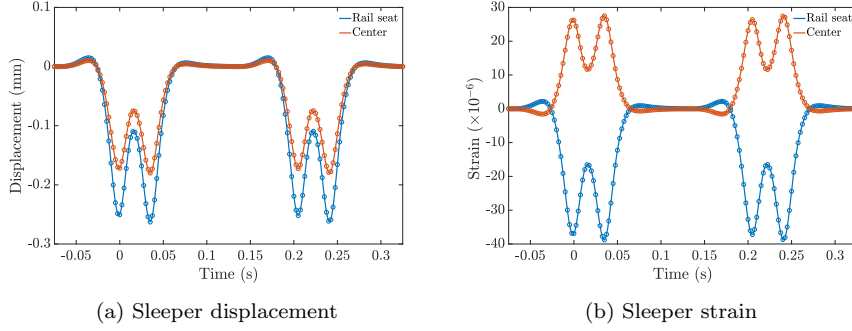 0.1
0
-0.1
-0.2
-0.3
Displacement (mm)
Rail seat
Center
-0.05 0 0.05 0.1 0.15 0.2 0.25 0.3
Time (s)
(a) Sleeper displacement
30
20
10
0
-10
-20
-30
-40
Strain (×10⁻⁶)
Rail seat
Center
-0.05 0 0.05 0.1 0.15 0.2 0.25 0.3
Time (s)
(b) Sleeper strain